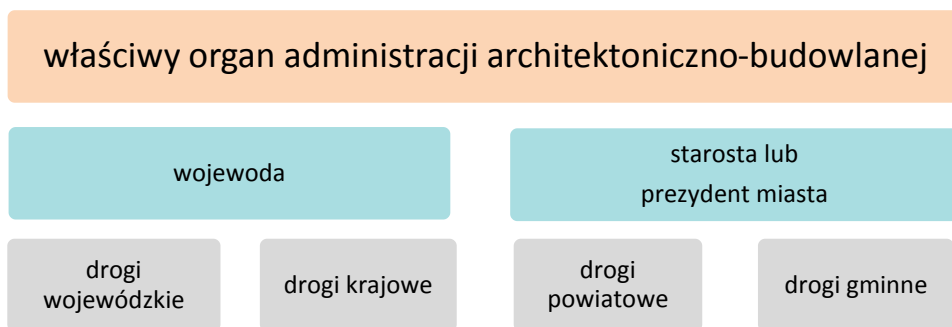 właściwy organ administracji architektoniczno-budowlanej
wojewoda
starosta lub
prezydent miasta
drogi
wojewódzkie
drogi krajowe
drogi
powiatowe
drogi gminne